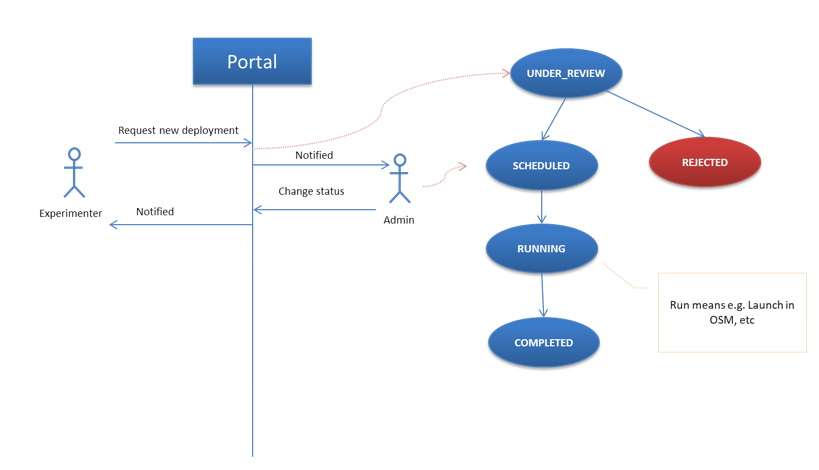 Portal
UNDER_REVIEW
Request new deployment
Notified
SCHEDULED
REJECTED
Change status
Experimenter
Notified
Admin
RUNNING
Run means e.g. Launch in
OSM, etc
COMPLETED